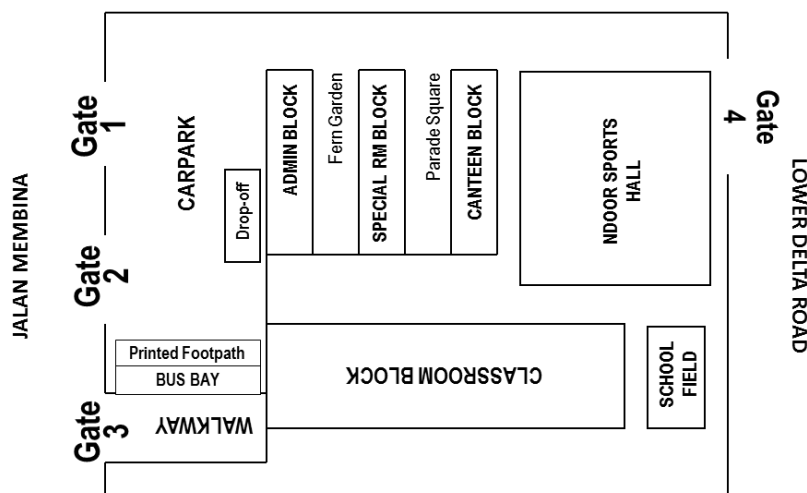 JALAN MEMBINA
Gate
1
Gate
2
Gate
3
CARPARK
Drop-off
ADMIN BLOCK
Fern Garden
SPECIAL RM BLOCK
Parade Square
CANTEEN BLOCK
NDOOR SPORTS
HALL
Gate
4
LOWER DELTA ROAD
Printed Footpath
BUS BAY
WALKWAY
CLASSROOM BLOCK
SCHOOL
FIELD